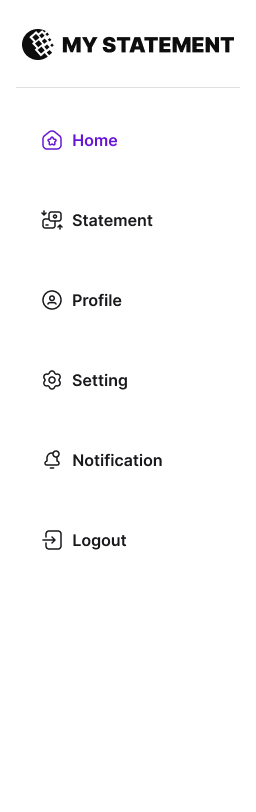 MY STATEMENT
Home
Statement
Profile
Setting
Notification
Logout